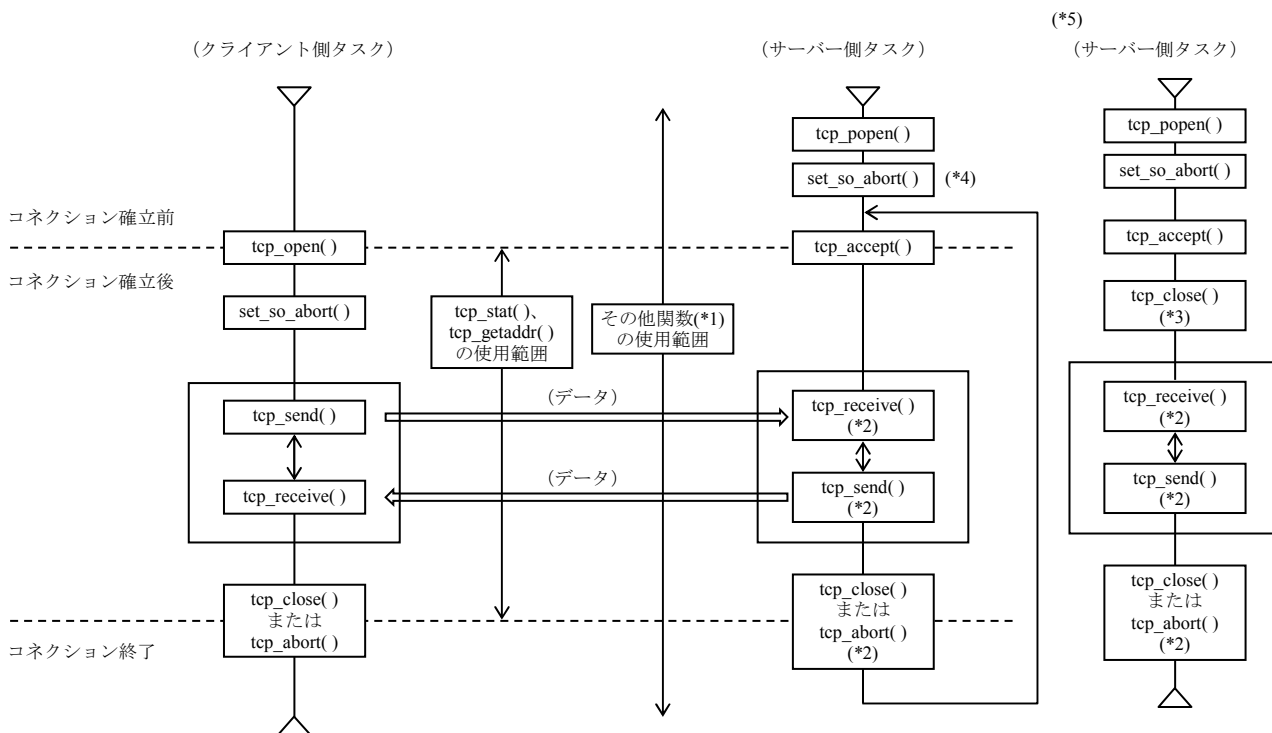 (*5)
（クライアント側タスク）
（サーバー側タスク）
（サーバー側タスク）
tcp_popen( )
set_so_abort( )
(*4)
tcp_popen( )
set_so_abort( )
コネクション確立前
tcp_open( )
tcp_accept( )
tcp_accept( )
コネクション確立後
set_so_abort( )
tcp_stat( )、
tcp_getaddr( )
の使用範囲
その他関数(*1)
の使用範囲
tcp_close( )
(*3)
tcp_send( )
（データ）
tcp_receive( )
(*2)
tcp_receive( )
(*2)
tcp_receive( )
（データ）
tcp_send( )
(*2)
tcp_send( )
(*2)
tcp_close( )
または
tcp_abort( )
tcp_close( )
または
tcp_abort( )
(*2)
tcp_close( )
または
tcp_abort( )
(*2)
コネクション終了